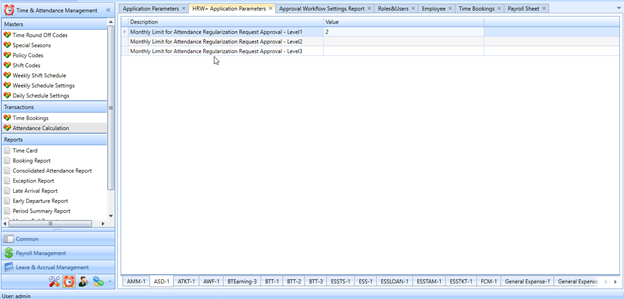 Time & Attendance Management «
Masters
Time Round Off Codes
Special Seasons
Policy Codes
Shift Codes
Weekly Shift Schedule
Weekly Schedule Settings
Daily Schedule Settings
Transactions
Time Bookings
Attendance Calculation
Reports
Time Card
Booking Report
Consolidated Attendance Report
Exception Report
Late Arrival Report
Early Departure Report
Period Summary Report
Common
Payroll Management
Leave & Accrual Management
User: admin
Application Parameters × HRW+ Application Parameters × Approval Workflow Settings Report × Roles&Users × Employee × Time Bookings × Payroll Sheet ×
Description Value
Monthly Limit for Attendance Regularization Request Approval - Level1 2
Monthly Limit for Attendance Regularization Request Approval - Level2
Monthly Limit for Attendance Regularization Request Approval - Level3
AMM-1 ASD-1 ATKT-1 AWF-1 BTEarning-3 BTT-1 BTT-2 BTT-3 ESSTS-1 ESS-1 ESSLOAN-1 ESSTAM-1 ESSTKT-1 FCM-1 General Expense-1 General Expense